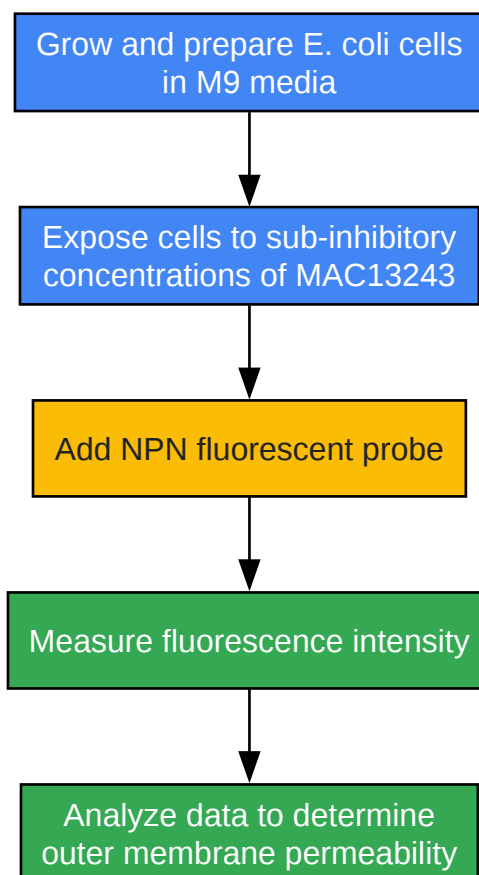 Grow and prepare E. coli cells
in M9 media
Expose cells to sub-inhibitory
concentrations of MAC13243
Add NPN fluorescent probe
Measure fluorescence intensity
Analyze data to determine
outer membrane permeability